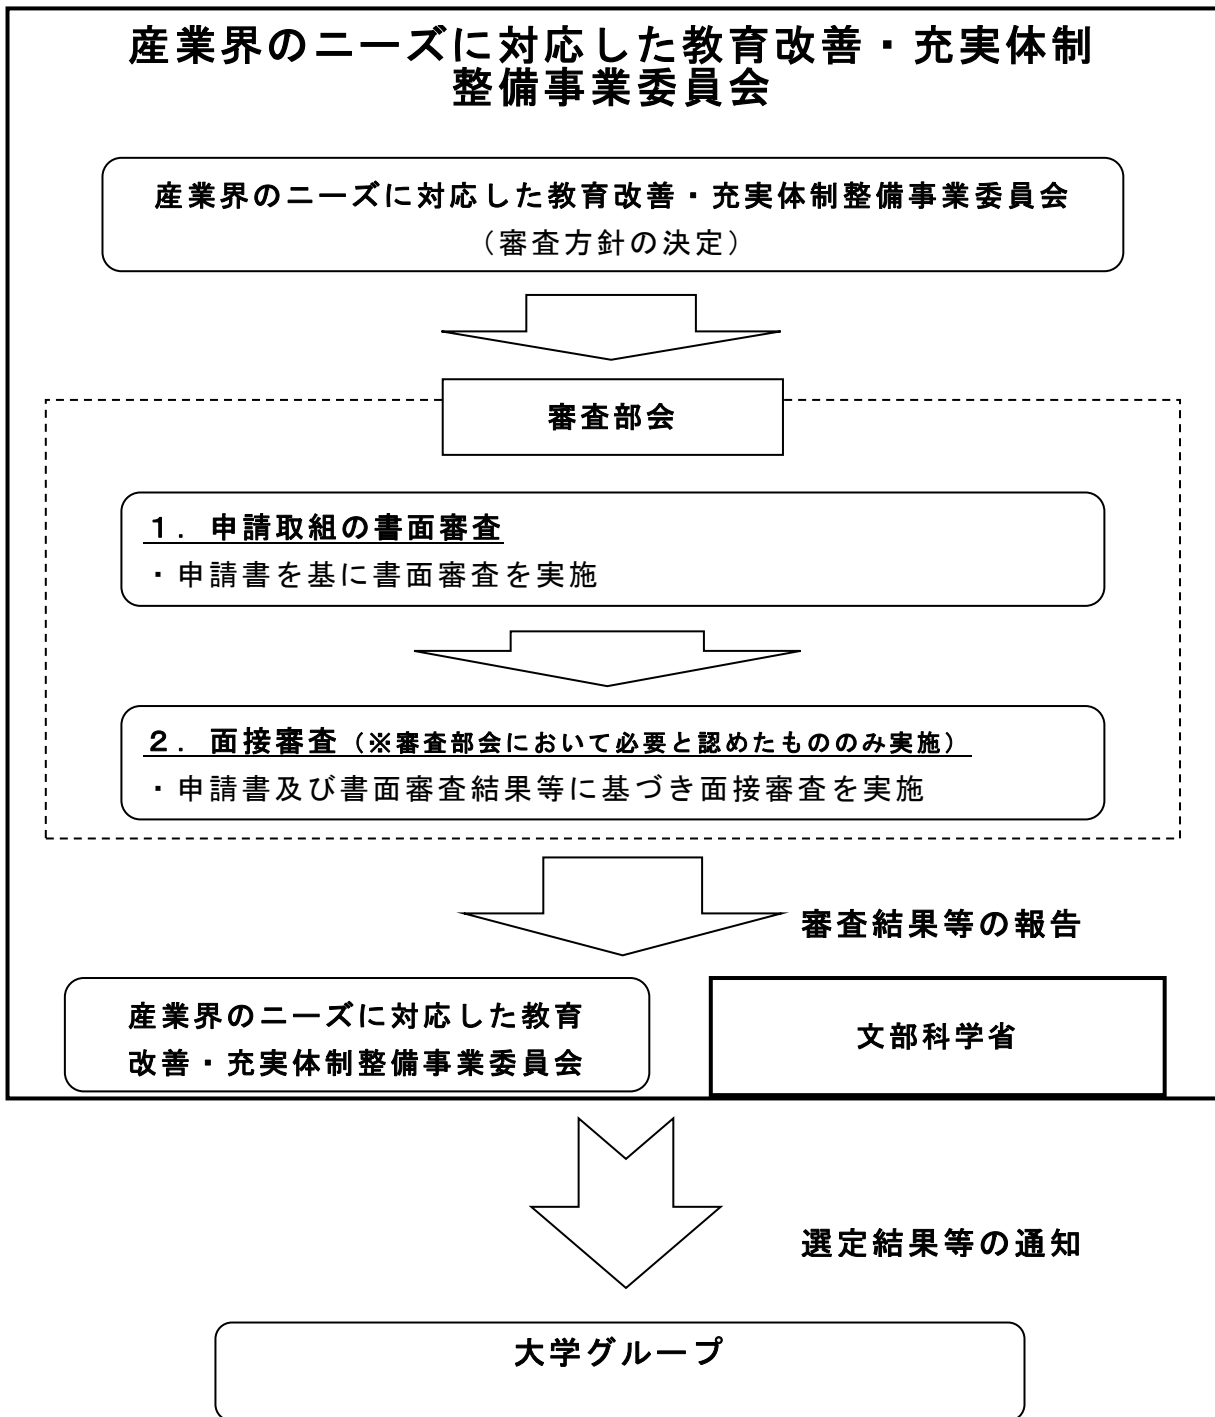 産業界のニーズに対応した教育改善・充実体制
整備事業委員会
産業界のニーズに対応した教育改善・充実体制整備事業委員会
（審査方針の決定）
審査部会
１．申請取組の書面審査
・申請書を基に書面審査を実施
２．面接審査（※審査部会において必要と認めたもののみ実施）
・申請書及び書面審査結果等に基づき面接審査を実施
審査結果等の報告
産業界のニーズに対応した教育
改善・充実体制整備事業委員会
文部科学省
選定結果等の通知
大学グループ